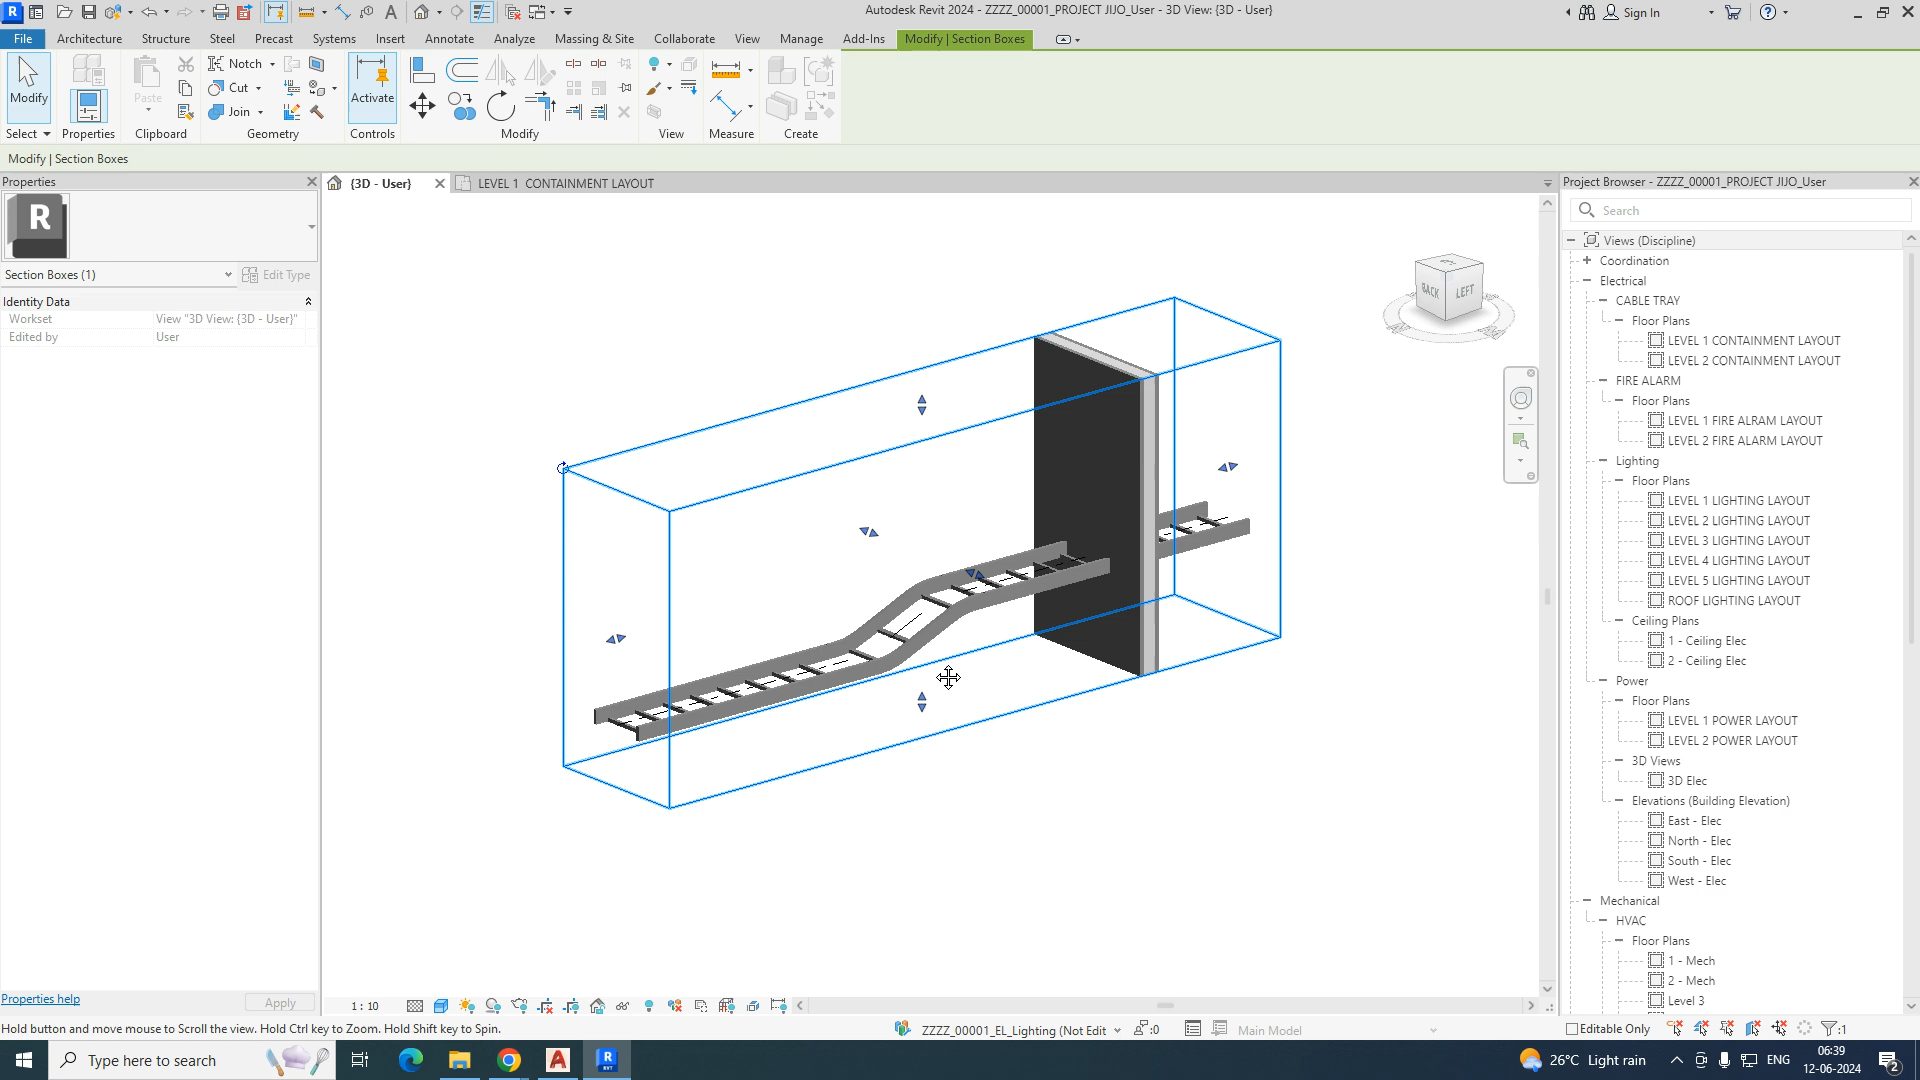 Autodesk Revit 2024 - ZZZZ_00001_PROJECT JIJO_User - 3D View: {3D - User}
Sign In
File Architecture Structure Steel Precast Systems Insert Annotate Analyze Massing & Site Collaborate View Manage Add-Ins Modify | Section Boxes
Modify
Paste
Notch
Cut
Join
Activate
Select Properties Clipboard Geometry Controls Modify View Measure Create
Modify | Section Boxes
Properties
R
Section Boxes (1)
Edit Type
Identity Data
Workset View "3D View: {3D - User}"
Edited by User
Properties help
Apply
{3D - User}
LEVEL 1 CONTAINMENT LAYOUT
BACK
LEFT
1 : 10
Project Browser - ZZZZ_00001_PROJECT JIJO_User
Search
Views (Discipline)
Coordination
Electrical
CABLE TRAY
Floor Plans
LEVEL 1 CONTAINMENT LAYOUT
LEVEL 2 CONTAINMENT LAYOUT
FIRE ALARM
Floor Plans
LEVEL 1 FIRE ALRAM LAYOUT
LEVEL 2 FIRE ALARM LAYOUT
Lighting
Floor Plans
LEVEL 1 LIGHTING LAYOUT
LEVEL 2 LIGHTING LAYOUT
LEVEL 3 LIGHTING LAYOUT
LEVEL 4 LIGHTING LAYOUT
LEVEL 5 LIGHTING LAYOUT
ROOF LIGHTING LAYOUT
Ceiling Plans
1 - Ceiling Elec
2 - Ceiling Elec
Power
Floor Plans
LEVEL 1 POWER LAYOUT
LEVEL 2 POWER LAYOUT
3D Views
3D Elec
Elevations (Building Elevation)
East - Elec
North - Elec
South - Elec
West - Elec
Mechanical
HVAC
Floor Plans
1 - Mech
2 - Mech
Level 3
Hold button and move mouse to Scroll the view. Hold Ctrl key to Zoom. Hold Shift key to Spin.
ZZZZ_00001_EL_Lighting (Not Edit
:0
Main Model
Editable Only
:1
Type here to search
26°C Light rain
ENG
06:39
12-06-2024
2